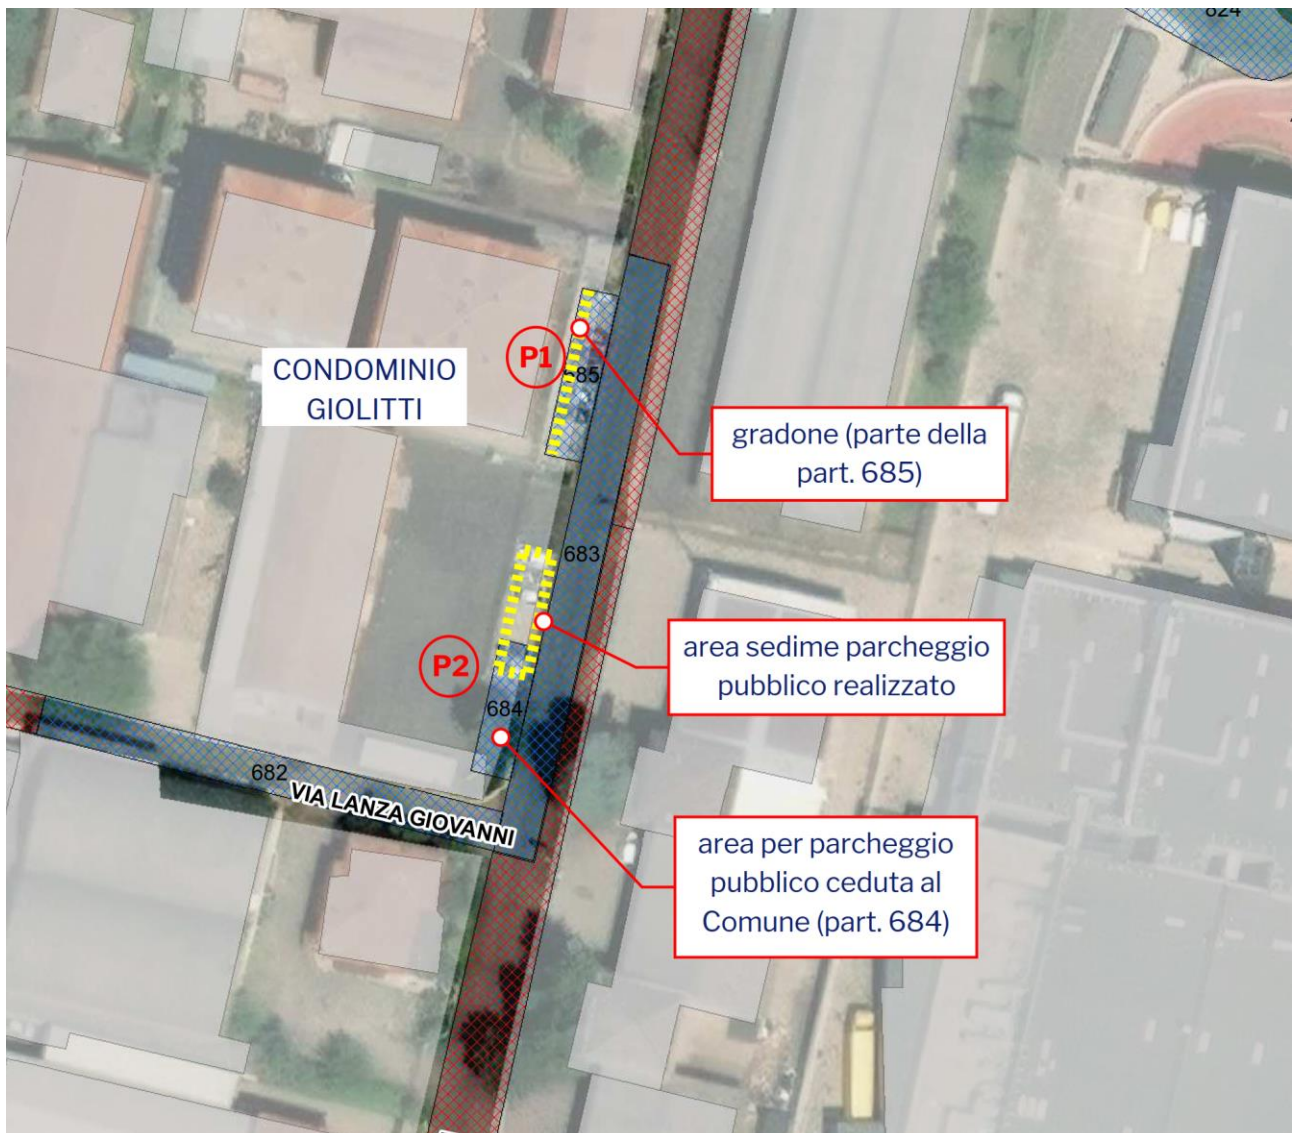 824
P1
685
CONDOMINIO
GIOLITTI
gradone (parte della
part. 685)
683
area sedime parcheggio
pubblico realizzato
P2
684
682
VIA LANZA GIOVANNI
area per parcheggio
pubblico ceduta al
Comune (part. 684)